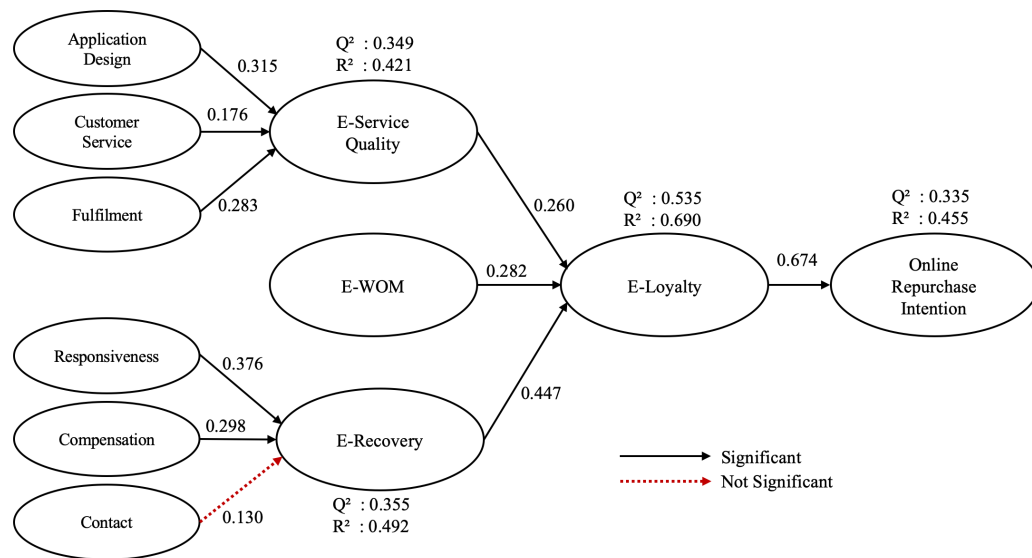 Application
Design
0.315
Q² : 0.349
R² : 0.421
Customer
Service
0.176
E-Service
Quality
Fulfilment
0.283
0.260
Q² : 0.535
R² : 0.690
Q² : 0.335
R² : 0.455
E-WOM
0.282
E-Loyalty
0.674
Online
Repurchase
Intention
Responsiveness
0.376
0.447
Compensation
0.298
E-Recovery
Contact
0.130
Q² : 0.355
R² : 0.492
Significant
Not Significant